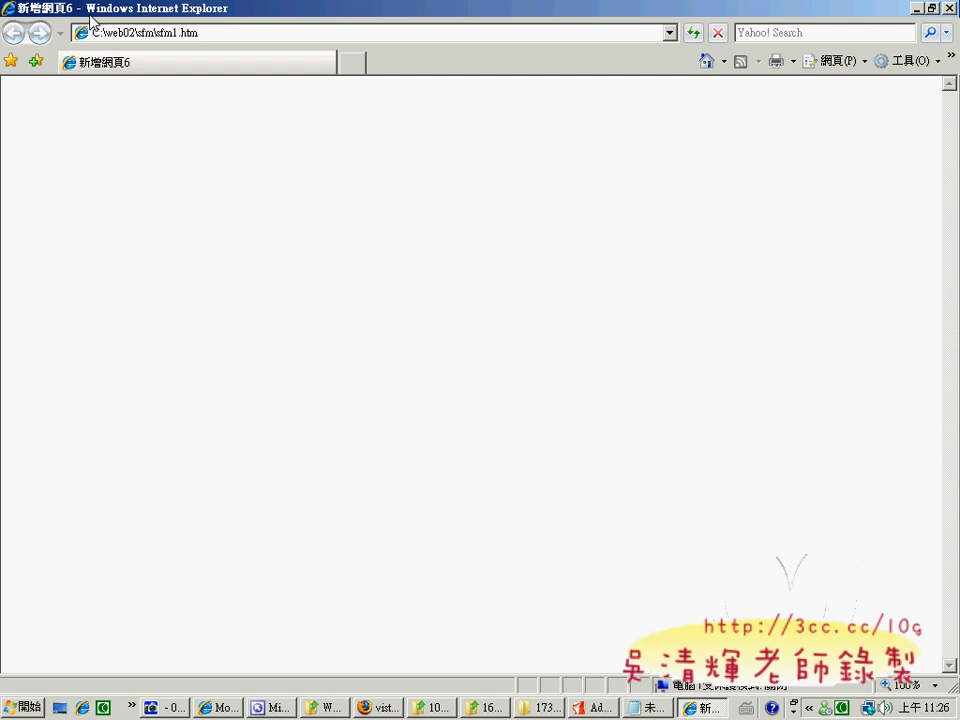 新增網頁6 - Windows Internet Explorer
C:\web02\sfm\sfm1.htm
Yahoo! Search
新增網頁6
網頁(P)
工具(O)
http://3cc.cc/10g
吳清輝老師錄製
100%
開始
- 0...
Mo...
Mi...
W...
vist...
10...
16...
173...
Ad...
未...
新...
上午 11:26